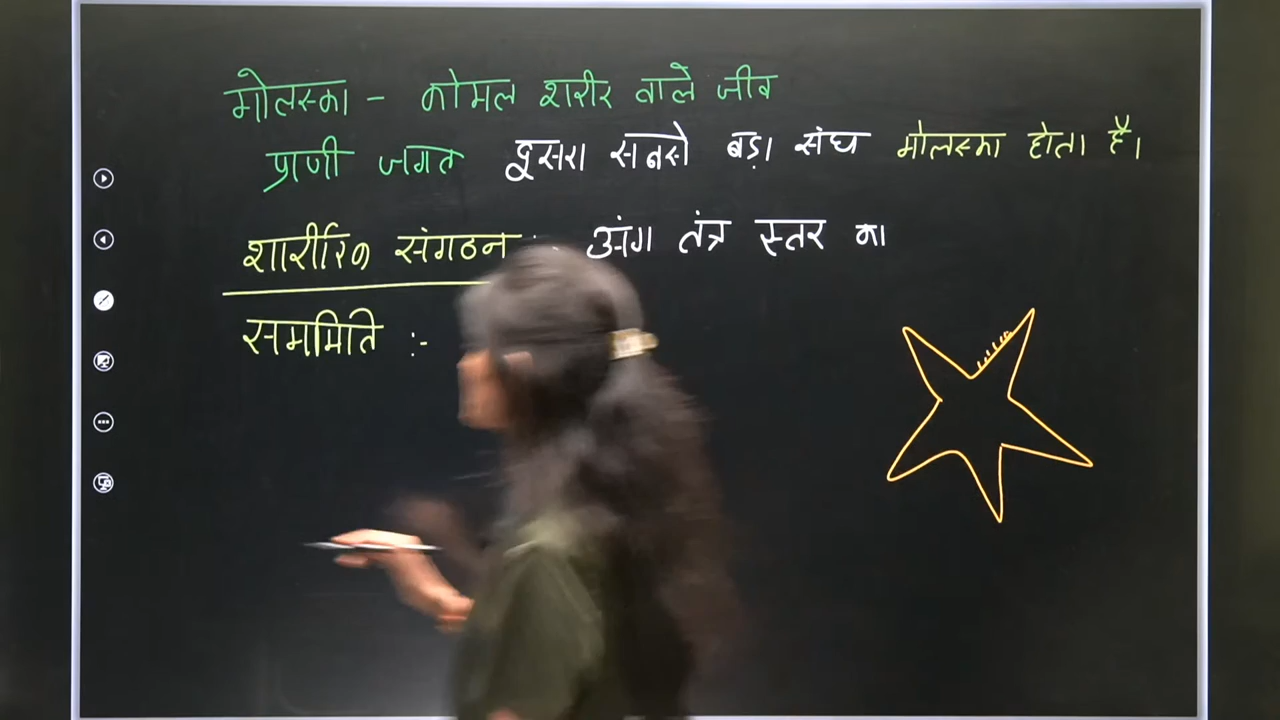 मोलस्का - कोमल शरीर वाले जीव
प्राणी जगत दूसरा सबसे बड़ा संघ मोलस्का होता है।
शारीरिक संगठन :- अंग तंत्र स्तर का
सममिति :-